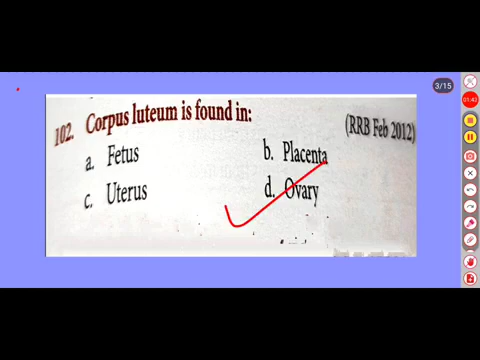 3/15
01:42
102. Corpus luteum is found in:
(RRB Feb 2012)
a. Fetus
b. Placenta
c. Uterus
d. Ovary